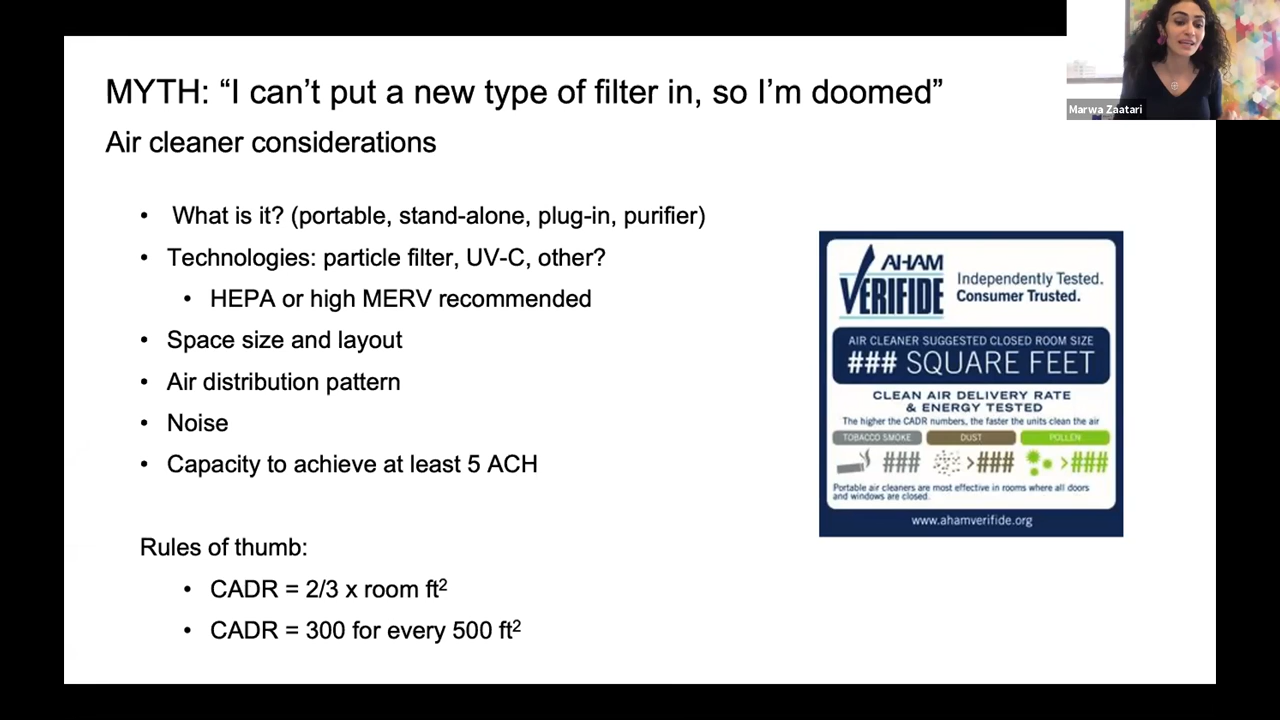 MYTH: “I can’t put a new type of filter in, so I’m doomed”
Marwa Zaatari
Air cleaner considerations
• What is it? (portable, stand-alone, plug-in, purifier)
• Technologies: particle filter, UV-C, other?
• HEPA or high MERV recommended
• Space size and layout
• Air distribution pattern
• Noise
• Capacity to achieve at least 5 ACH
Rules of thumb:
• CADR = 2/3 x room ft²
• CADR = 300 for every 500 ft²
AHAM
VERIFIDE
Independently Tested.
Consumer Trusted.
AIR CLEANER SUGGESTED CLOSED ROOM SIZE
### SQUARE FEET
CLEAN AIR DELIVERY RATE
& ENERGY TESTED
The higher the CADR numbers, the faster the units clean the air
TOBACCO SMOKE DUST POLLEN
### >### >###
Portable air cleaners are most effective in rooms where all doors
and windows are closed.
www.ahamverifide.org